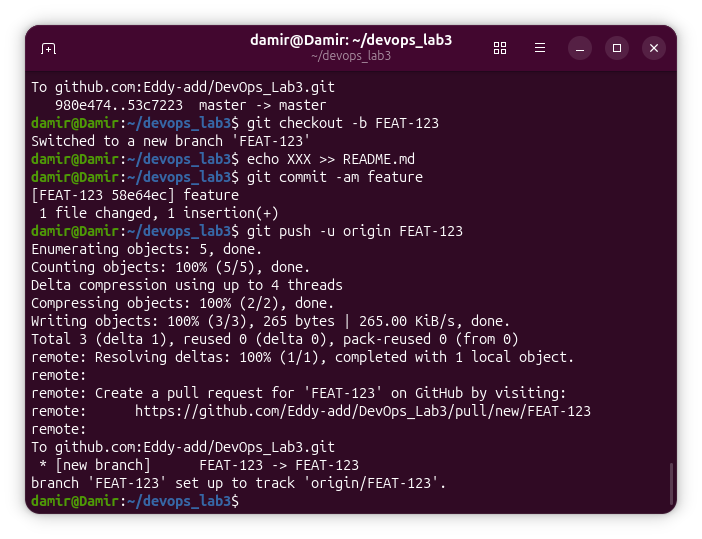 damir@Damir: ~/devops_lab3
~/devops_lab3
To github.com:Eddy-add/DevOps_Lab3.git
   980e474..53c7223  master -> master
damir@Damir:~/devops_lab3$ git checkout -b FEAT-123
Switched to a new branch 'FEAT-123'
damir@Damir:~/devops_lab3$ echo XXX >> README.md
damir@Damir:~/devops_lab3$ git commit -am feature
[FEAT-123 58e64ec] feature
 1 file changed, 1 insertion(+)
damir@Damir:~/devops_lab3$ git push -u origin FEAT-123
Enumerating objects: 5, done.
Counting objects: 100% (5/5), done.
Delta compression using up to 4 threads
Compressing objects: 100% (2/2), done.
Writing objects: 100% (3/3), 265 bytes | 265.00 KiB/s, done.
Total 3 (delta 1), reused 0 (delta 0), pack-reused 0 (from 0)
remote: Resolving deltas: 100% (1/1), completed with 1 local object.
remote:
remote: Create a pull request for 'FEAT-123' on GitHub by visiting:
remote:      https://github.com/Eddy-add/DevOps_Lab3/pull/new/FEAT-123
remote:
To github.com:Eddy-add/DevOps_Lab3.git
 * [new branch]      FEAT-123 -> FEAT-123
branch 'FEAT-123' set up to track 'origin/FEAT-123'.
damir@Damir:~/devops_lab3$